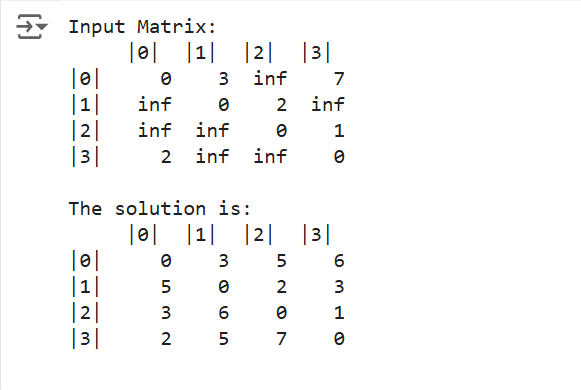 Input Matrix:
     |0|  |1|  |2|  |3|
|0|     0    3  inf    7
|1|   inf    0    2  inf
|2|   inf  inf    0    1
|3|     2  inf  inf    0

The solution is:
     |0|  |1|  |2|  |3|
|0|     0    3    5    6
|1|     5    0    2    3
|2|     3    6    0    1
|3|     2    5    7    0